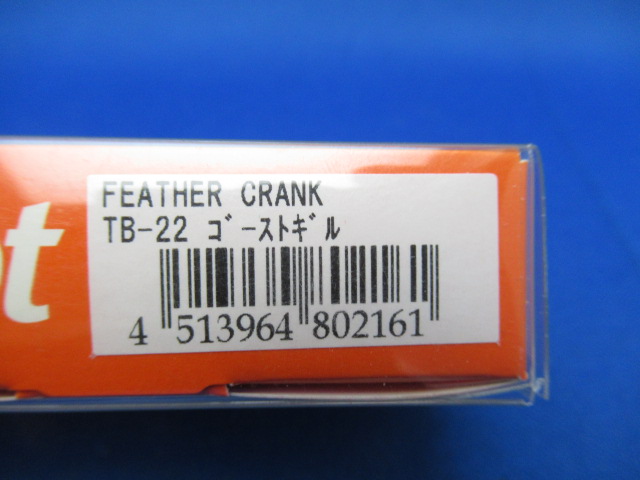 FEATHER CRANK
TB-22 ｺﾞｰｽﾄｷﾞﾙ
4 513964 802161